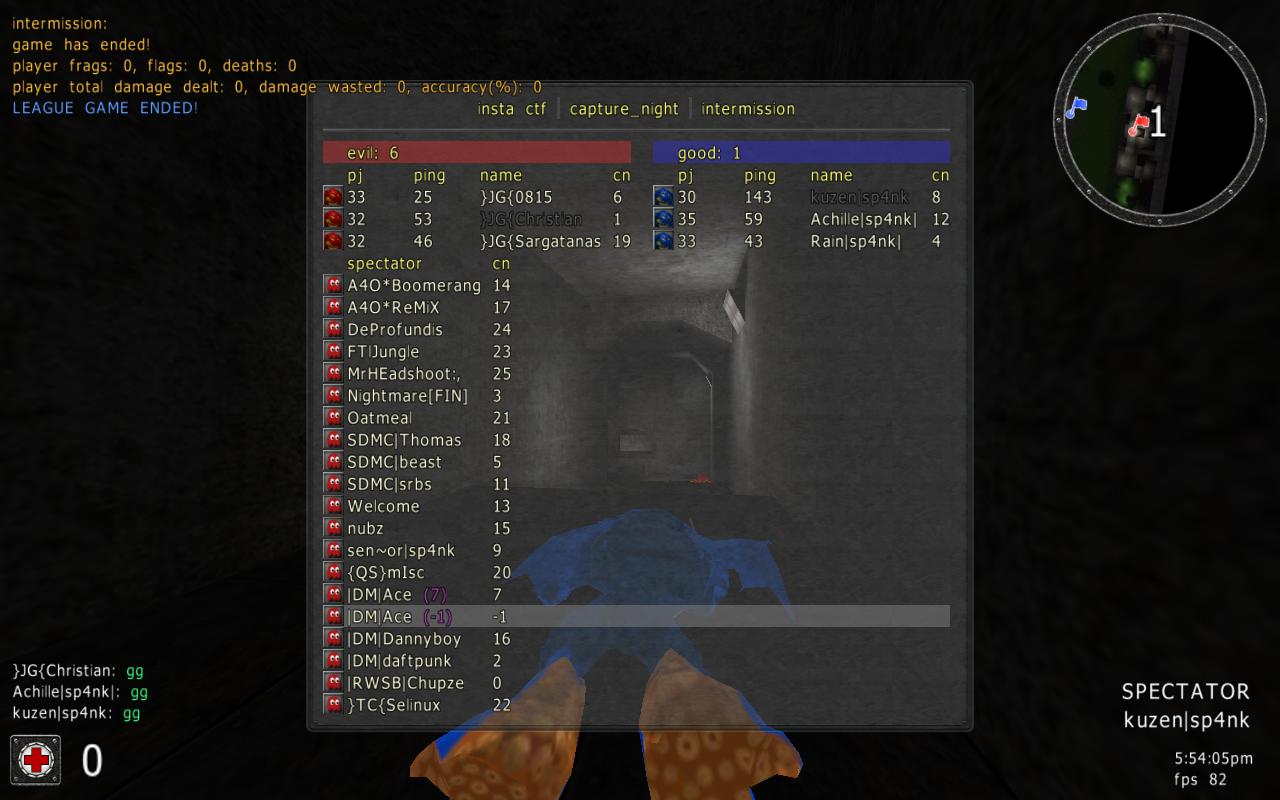 intermission:
game has ended!
player frags: 0, flags: 0, deaths: 0
player total damage dealt: 0, damage wasted: 0, accuracy(%): 0
LEAGUE GAME ENDED!
insta ctf | capture_night | intermission
1
evil: 6 good: 1
pj ping name cn pj ping name cn
33 25 }JG{0815 6 30 143 kuzen|sp4nk 8
32 53 }JG{Christian 1 35 59 Achille|sp4nk| 12
32 46 }JG{Sargatanas 19 33 43 Rain|sp4nk| 4
spectator cn
A4O*Boomerang 14
A4O*ReMiX 17
DeProfundis 24
FT|Jungle 23
MrHEadshoot:, 25
Nightmare[FIN] 3
Oatmeal 21
SDMC|Thomas 18
SDMC|beast 5
SDMC|srbs 11
Welcome 13
nubz 15
sen~or|sp4nk 9
{QS}mIsc 20
|DM|Ace (7) 7
|DM|Ace (-1) -1
|DM|Dannyboy 16
|DM|daftpunk 2
|RWSB|Chupze 0
}TC{Selinux 22
}JG{Christian: gg
Achille|sp4nk|: gg
kuzen|sp4nk: gg
0
SPECTATOR
kuzen|sp4nk
5:54:05pm
fps 82